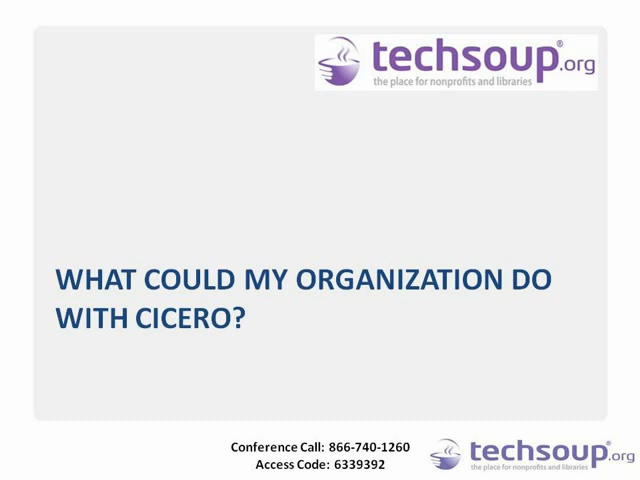 techsoup®.org
the place for nonprofits and libraries
WHAT COULD MY ORGANIZATION DO
WITH CICERO?
Conference Call: 866-740-1260
Access Code: 6339392
techsoup®.org
the place for nonprofits and libraries